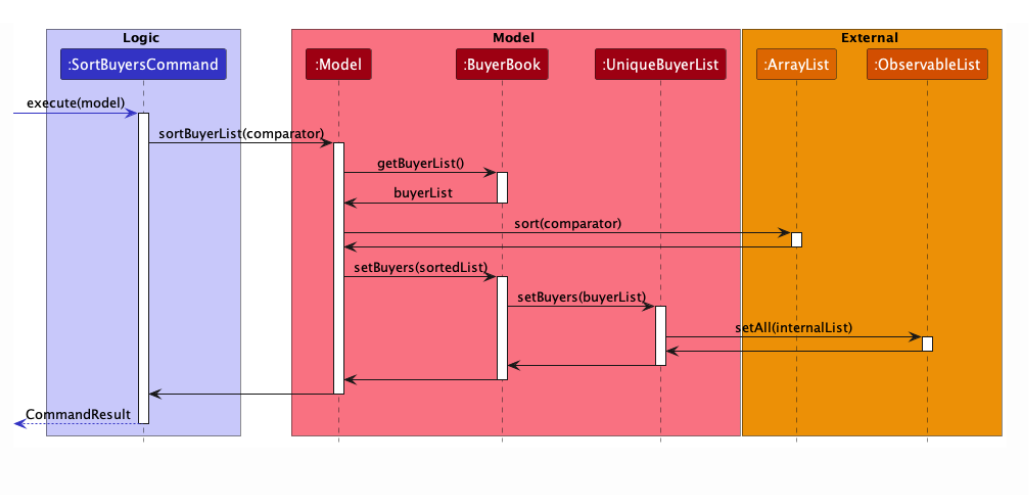 Logic
Model
External
:SortBuyersCommand
:Model
:BuyerBook
:UniqueBuyerList
:ArrayList
:ObservableList
execute(model)
sortBuyerList(comparator)
getBuyerList()
buyerList
sort(comparator)
setBuyers(sortedList)
setBuyers(buyerList)
setAll(internalList)
CommandResult